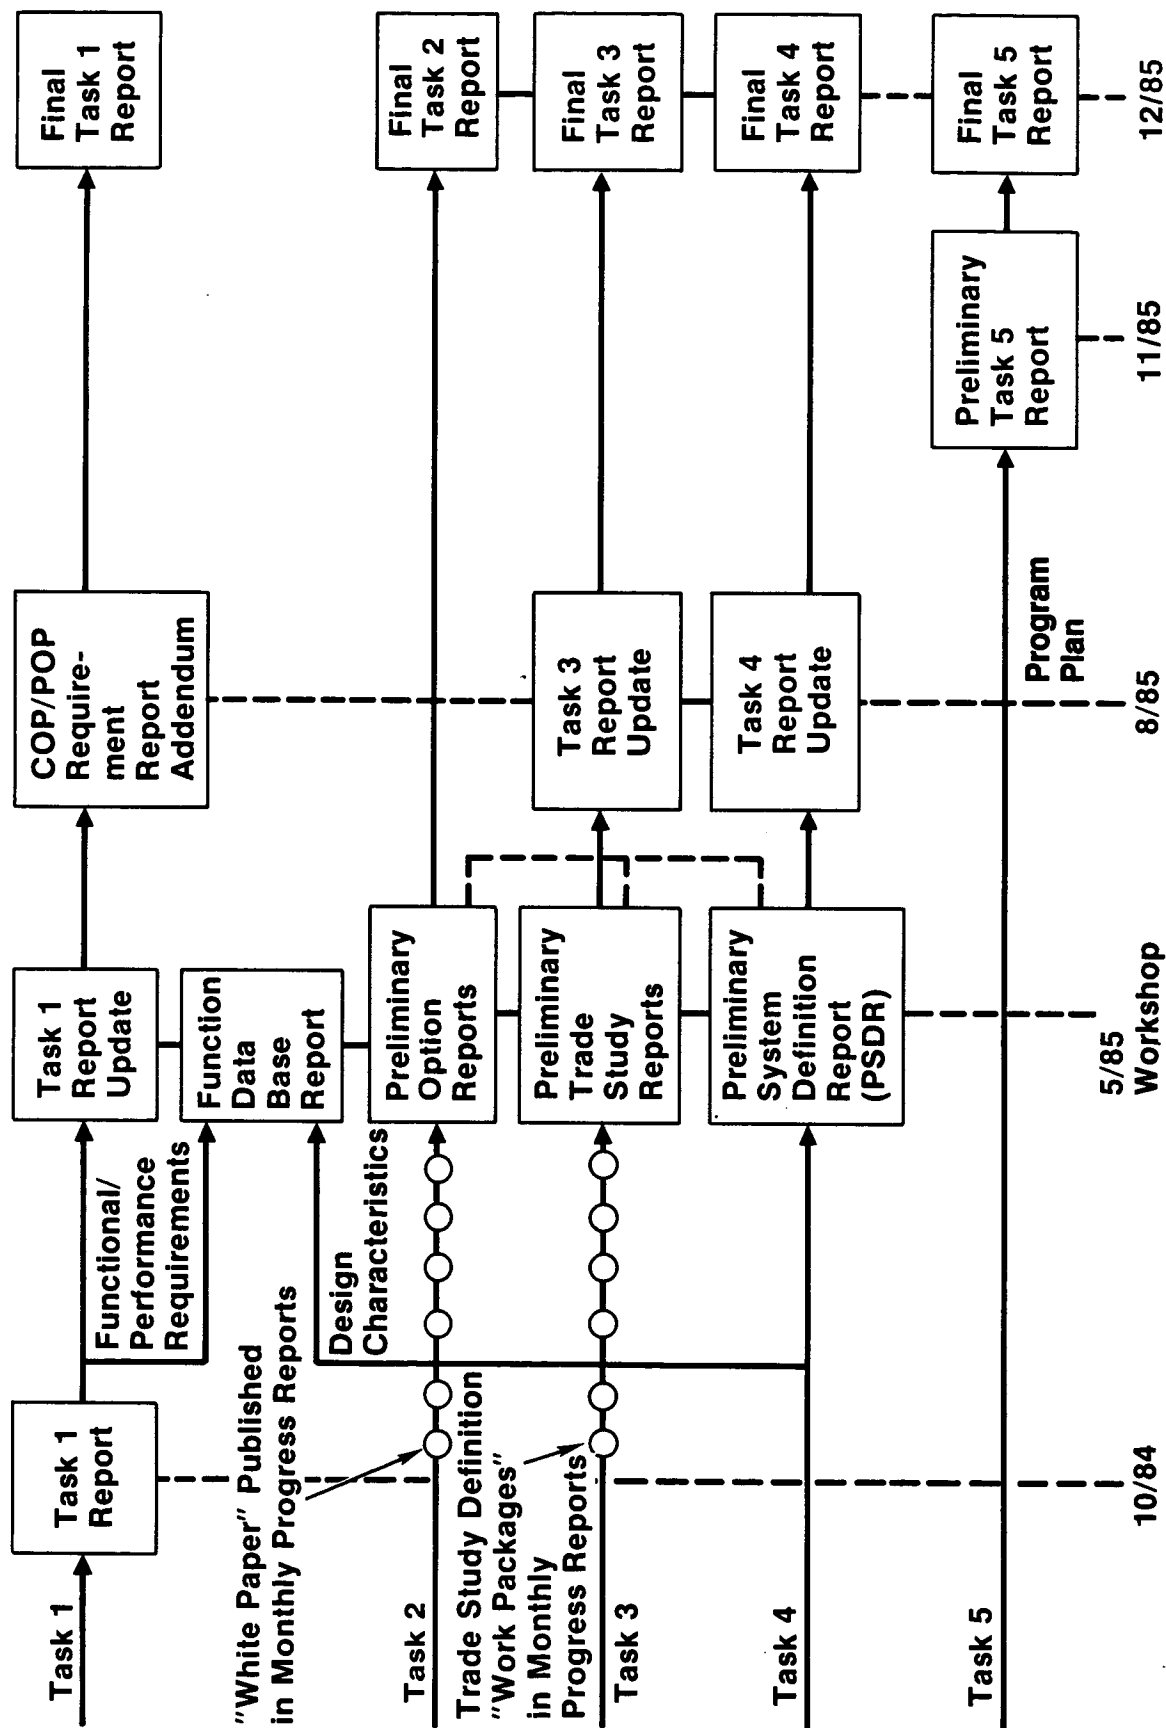 Task 1
Task 1
Report
Functional/
Performance
Requirements
Task 1
Report
Update
COP/POP
Require-
ment
Report
Addendum
Final
Task 1
Report
"White Paper" Published
in Monthly Progress Reports
Function
Data
Base
Report
Design
Characteristics
Task 2
Preliminary
Option
Reports
Final
Task 2
Report
Trade Study Definition
"Work Packages"
in Monthly
Progress Reports
Task 3
Preliminary
Trade
Study
Reports
Task 3
Report
Update
Final
Task 3
Report
Task 4
Preliminary
System
Definition
Report
(PSDR)
Task 4
Report
Update
Final
Task 4
Report
Task 5
Program
Plan
Preliminary
Task 5
Report
Final
Task 5
Report
10/84
5/85
Workshop
8/85
11/85
12/85